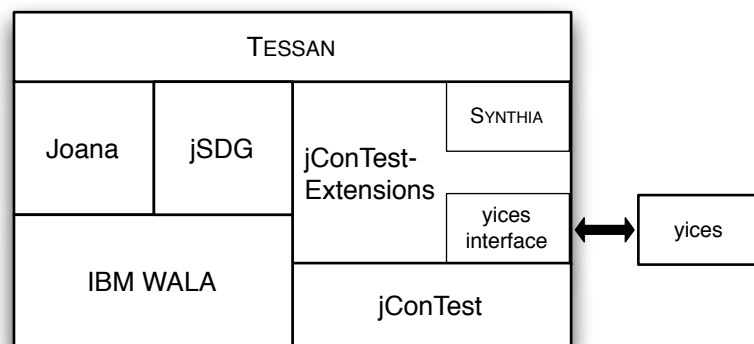 TESSAN
Joana
jSDG
jConTest-
Extensions
SYNTHIA
yices
interface
yices
IBM WALA
jConTest